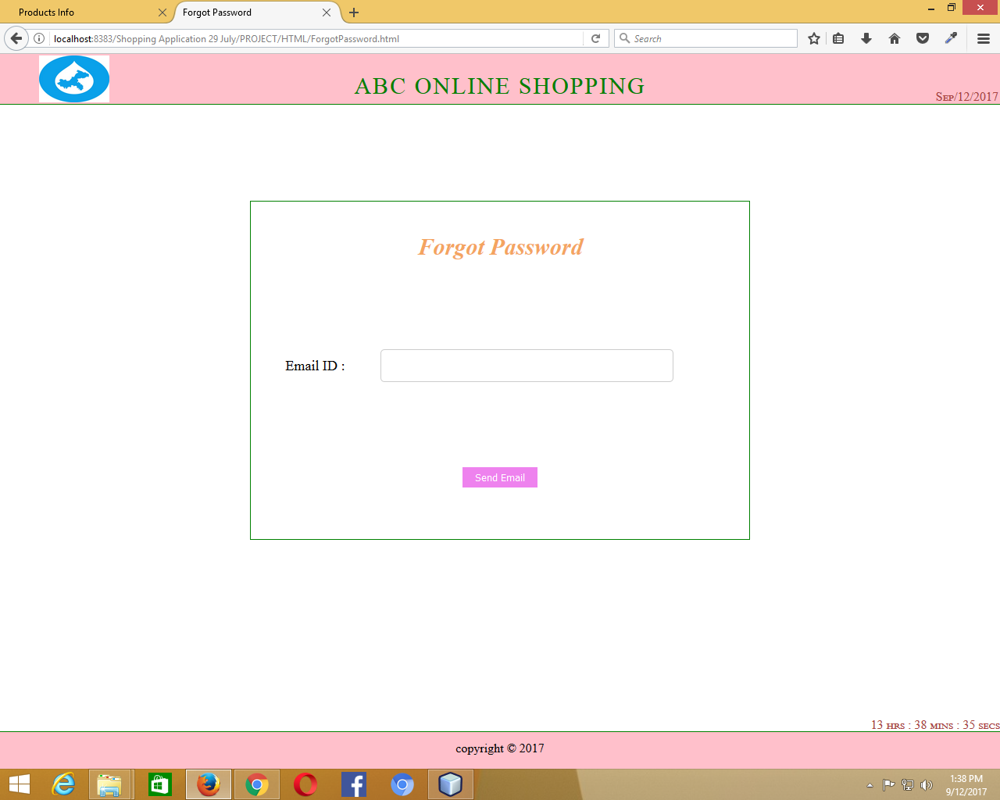 Products Info
Forgot Password
localhost:8383/Shopping Application 29 July/PROJECT/HTML/ForgotPassword.html
Search
ABC ONLINE SHOPPING
Sep/12/2017
Forgot Password
Email ID :
Send Email
13 hrs : 38 mins : 35 secs
copyright © 2017
1:38 PM
9/12/2017